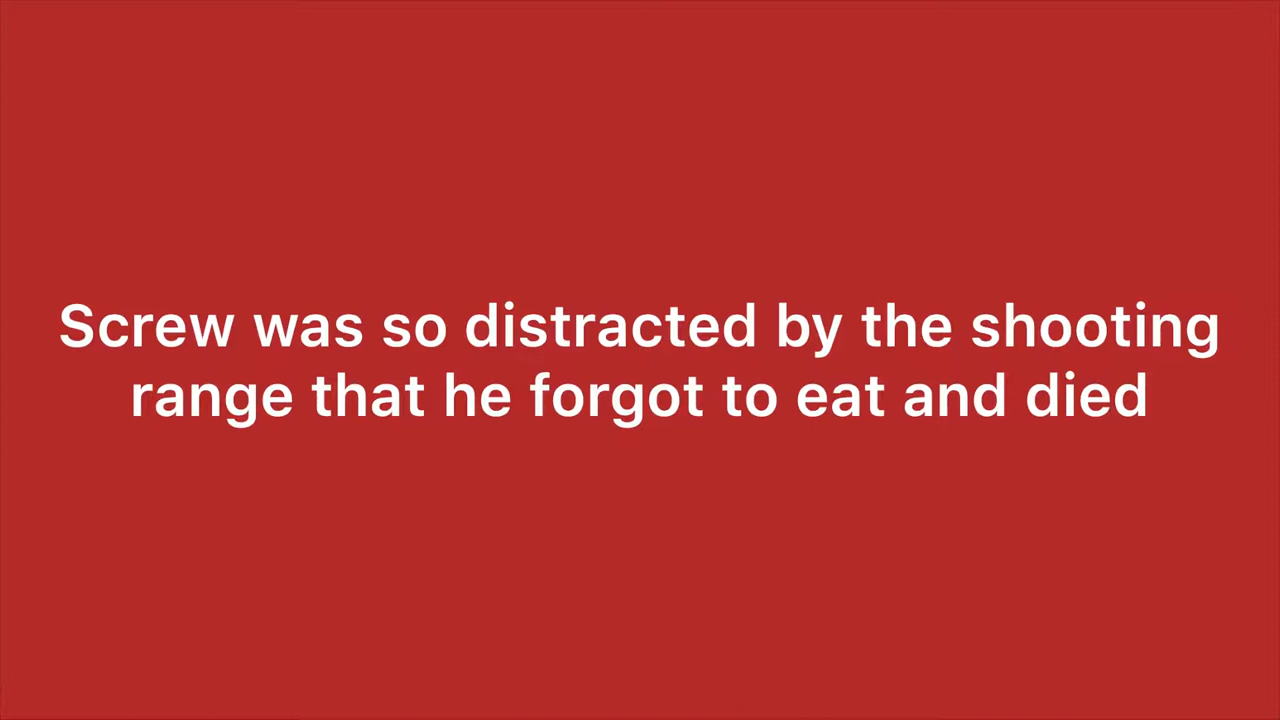 Screw was so distracted by the shooting
range that he forgot to eat and died